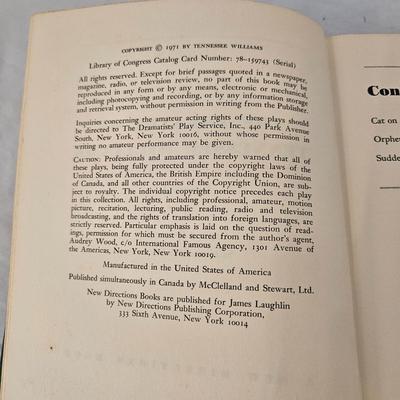 COPYRIGHT © 1971 BY TENNESSEE WILLIAMS
Library of Congress Catalog Card Number: 78-159743 (Serial)
All rights reserved. Except for brief passages quoted in a newspaper,
magazine, radio, or television review, no part of this book may be
reproduced in any form or by any means, electronic or mechanical,
including photocopying and recording, or by any information storage
and retrieval system, without permission in writing from the Publisher.
Inquiries concerning the amateur acting rights of these plays should
be directed to The Dramatists' Play Service, Inc., 440 Park Avenue
South, New York, New York 10016, without whose permission in
writing no amateur performance may be given.
CAUTION: Professionals and amateurs are hereby warned that all of
these plays, being fully protected under the copyright laws of the
United States of America, the British Empire including the Dominion
of Canada, and all other countries of the Copyright Union, are sub-
ject to royalty. The individual copyright notice precedes each play
in this collection. All rights, including professional, amateur, motion
picture, recitation, lecturing, public reading, radio and television
broadcasting, and the rights of translation into foreign languages, are
strictly reserved. Particular emphasis is laid on the question of read-
ings, permission for which must be secured from the author's agent,
Audrey Wood, c/o International Famous Agency, 1301 Avenue of
the Americas, New York, New York 10019.
Manufactured in the United States of America
Published simultaneously in Canada by McClelland and Stewart, Ltd.
New Directions Books are published for James Laughlin
by New Directions Publishing Corporation,
333 Sixth Avenue, New York 10014
Con
Cat on
Orphe
Sudde